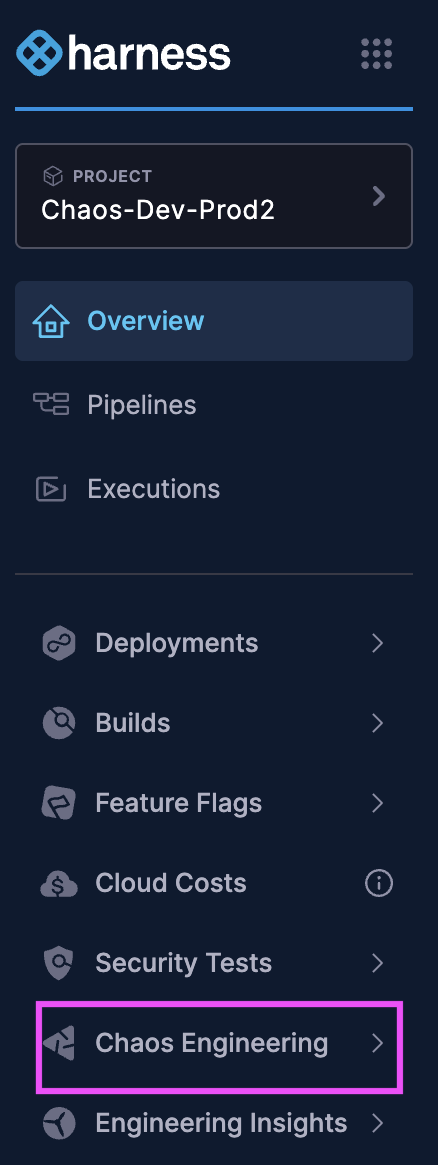 harness
PROJECT
Chaos-Dev-Prod2
Overview
Pipelines
Executions
Deployments
Builds
Feature Flags
Cloud Costs
Security Tests
Chaos Engineering
Engineering Insights